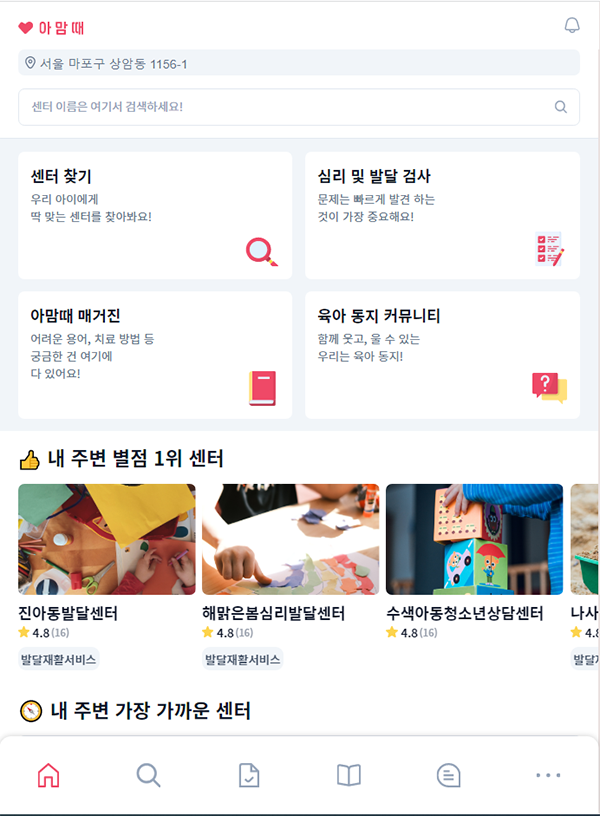 아맘때
서울 마포구 상암동 1156-1
센터 이름은 여기서 검색하세요!
센터 찾기
우리 아이에게
딱 맞는 센터를 찾아봐요!
심리 및 발달 검사
문제는 빠르게 발견 하는
것이 가장 중요해요!
아맘때 매거진
어려운 용어, 치료 방법 등
궁금한 건 여기에
다 있어요!
육아 동지 커뮤니티
함께 웃고, 울 수 있는
우리는 육아 동지!
?
내 주변 별점 1위 센터
진아동발달센터
4.8 (16)
발달재활서비스
해맑은봄심리발달센터
4.8 (16)
발달재활서비스
수색아동청소년상담센터
4.8 (16)
나사
4.8
발달재
내 주변 가장 가까운 센터